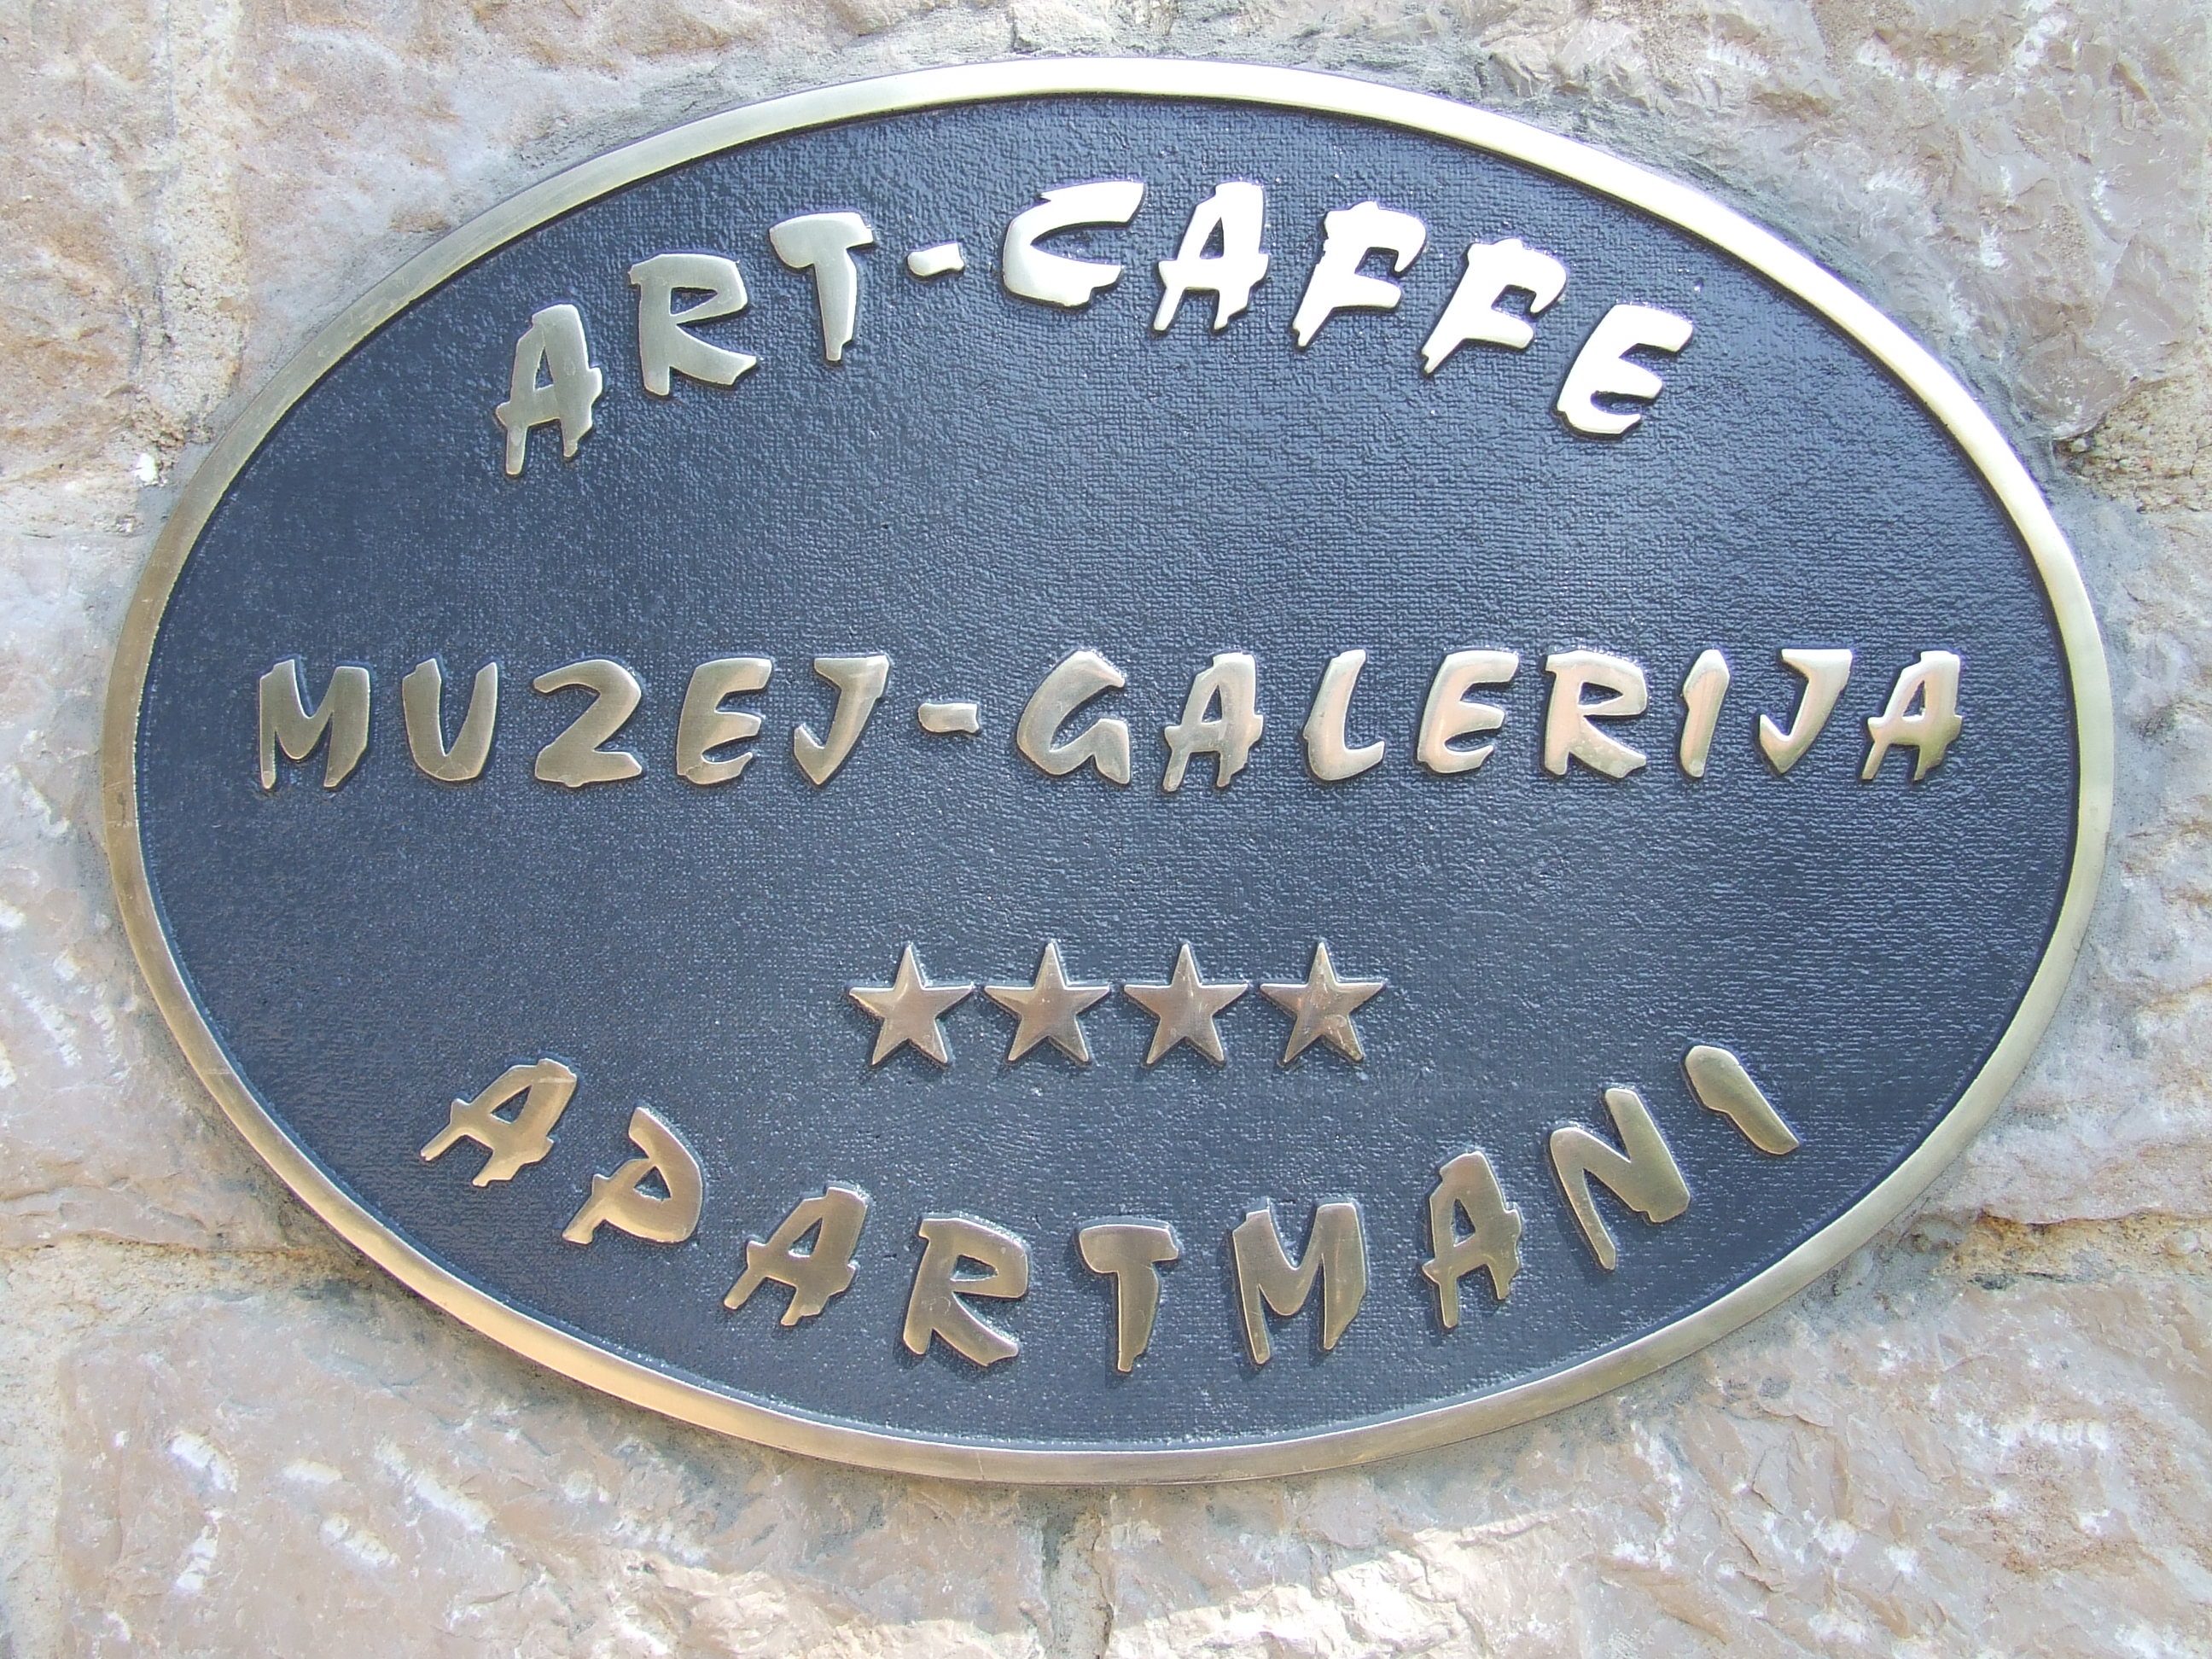 ART-CAFFE
MUZEJ-GALERIJA
★★★★
APARTMANI